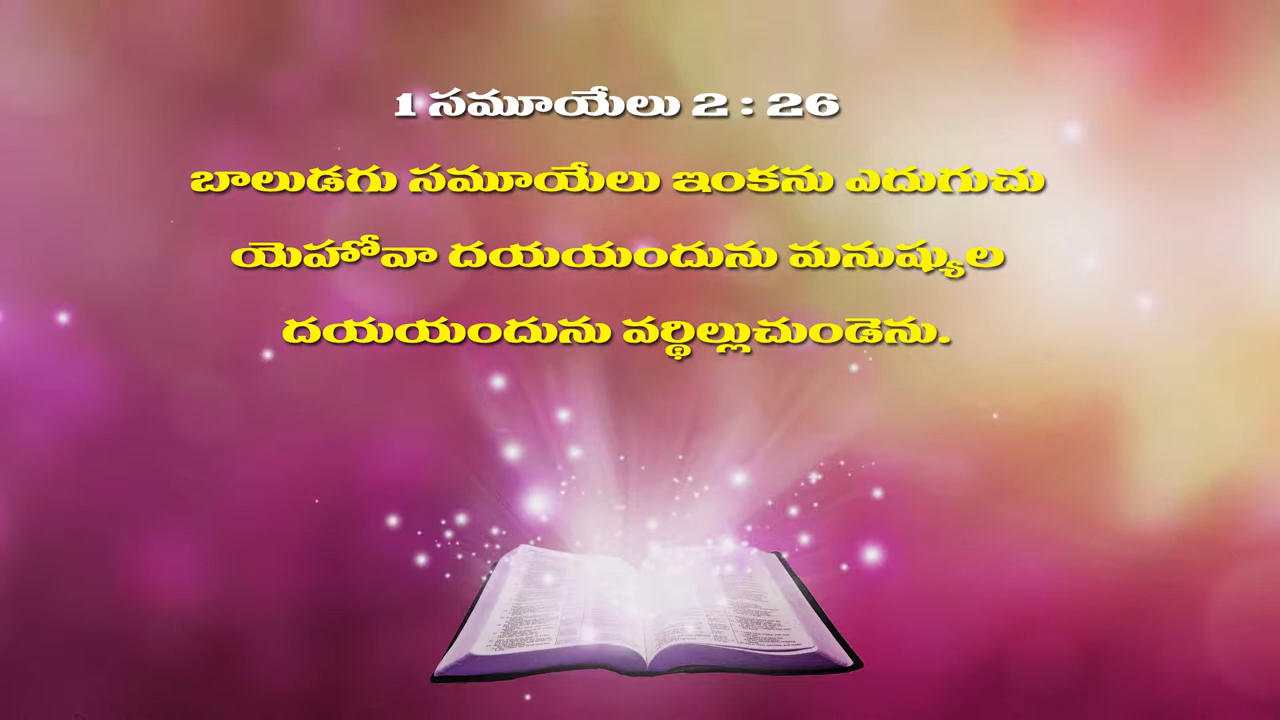 1 సమూయేలు 2 : 26
బాలుడగు సమూయేలు ఇంకను ఎదుగుచు
యెహోవా దయయందును మనుష్యుల
దయయందును వర్థిల్లుచుండెను.